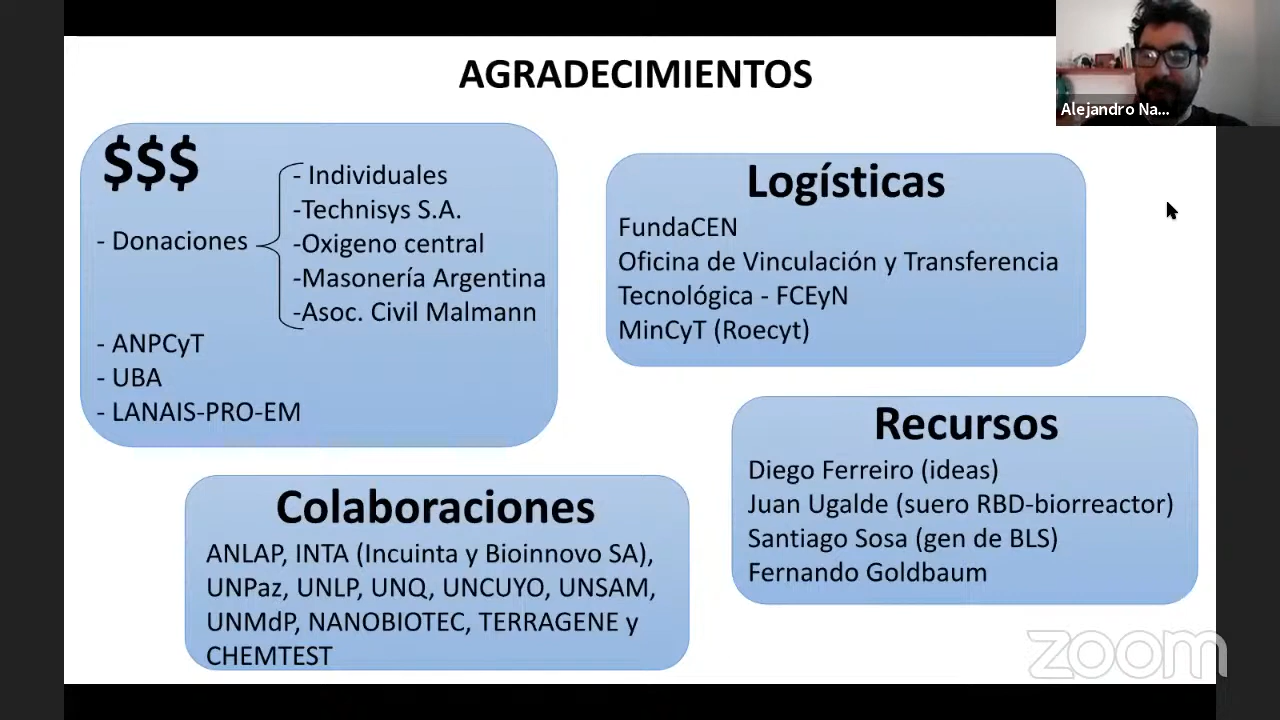 AGRADECIMIENTOS
Alejandro Na...
$$$
- Donaciones
- Individuales
-Technisys S.A.
-Oxigeno central
-Masonería Argentina
-Asoc. Civil Malmann
- ANPCyT
- UBA
- LANAIS-PRO-EM
Logísticas
FundaCEN
Oficina de Vinculación y Transferencia
Tecnológica - FCEyN
MinCyT (Roecyt)
Colaboraciones
ANLAP, INTA (Incuinta y Bioinnovo SA),
UNPaz, UNLP, UNQ, UNCUYO, UNSAM,
UNMdP, NANOBIOTEC, TERRAGENE y
CHEMTEST
Recursos
Diego Ferreiro (ideas)
Juan Ugalde (suero RBD-biorreactor)
Santiago Sosa (gen de BLS)
Fernando Goldbaum
zoom